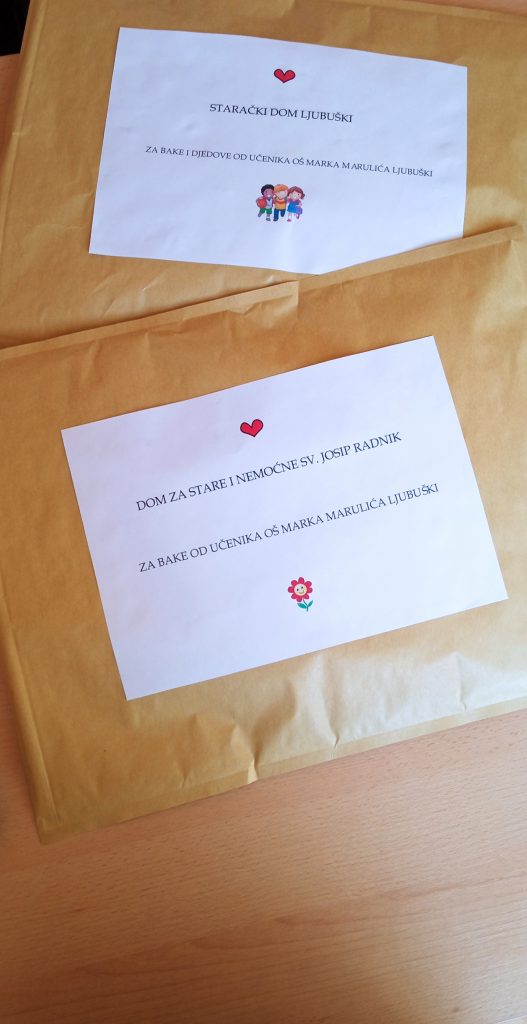 STARAČKI DOM LJUBUŠKI
ZA BAKE I DJEDOVE OD UČENIKA OŠ MARKA MARULIĆA LJUBUŠKI
DOM ZA STARE I NEMOĆNE SV. JOSIP RADNIK
ZA BAKE OD UČENIKA OŠ MARKA MARULIĆA LJUBUŠKI